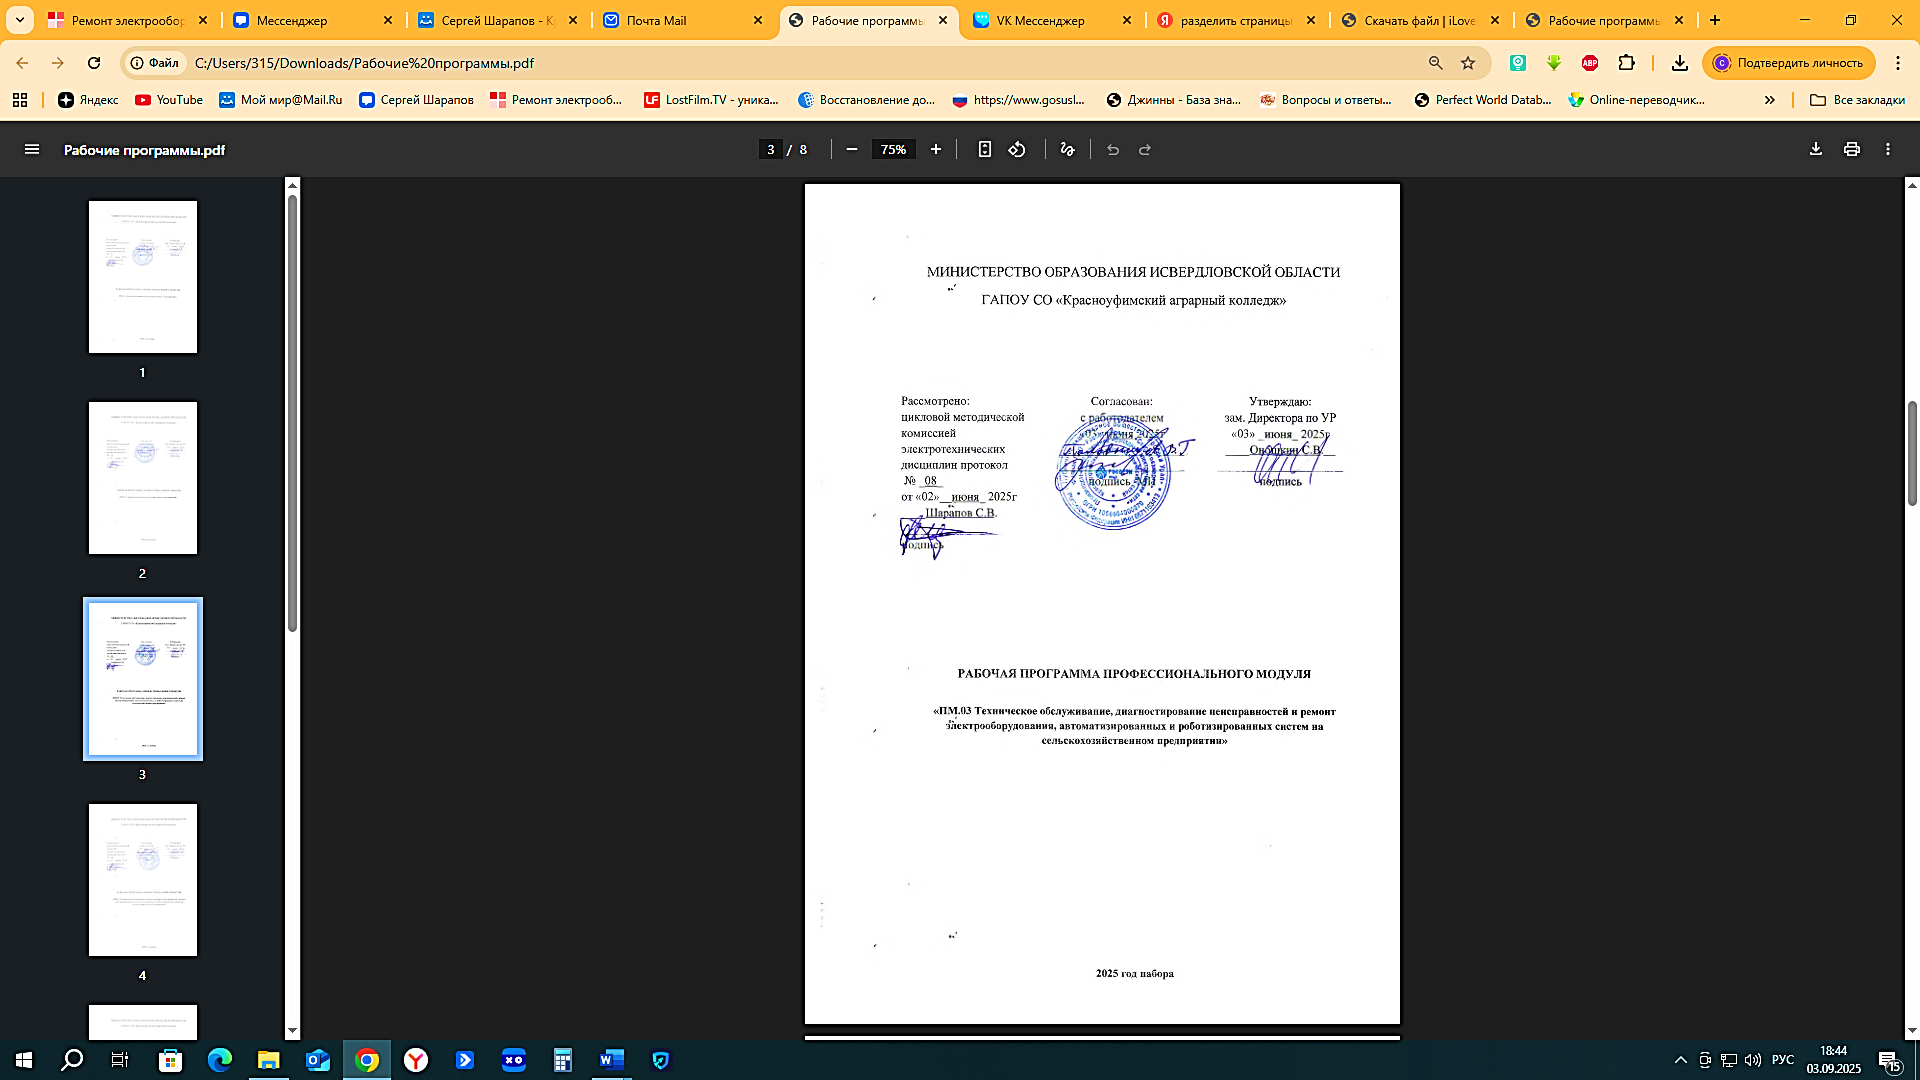 Ремонт электрообор
Мессенджер
Сергей Шарапов - К
Почта Mail
Рабочие программы
VK Мессенджер
разделить страницы
Скачать файл | iLove
Рабочие программы
Файл
C:/Users/315/Downloads/Рабочие%20программы.pdf
Подтвердить личность
Яндекс
YouTube
Мой мир@Mail.Ru
Сергей Шарапов
Ремонт электрооб...
LostFilm.TV - уника...
Восстановление до...
https://www.gosusl...
Джинны - База зна...
Вопросы и ответы...
Perfect World Datab...
Online-переводчик...
Все закладки
Рабочие программы.pdf
3 / 8
75%
1
2
3
4
МИНИСТЕРСТВО ОБРАЗОВАНИЯ ИСВЕРДЛОВСКОЙ ОБЛАСТИ
ГАПОУ СО «Красноуфимский аграрный колледж»
Рассмотрено:
цикловой методической
комиссией
электротехнических
дисциплин протокол
№ _08_
от «02»__июня_ 2025г
Шарапов С.В.
подпись
Согласован:
с работодателем
подпись МП
Утверждаю:
зам. Директора по УР
«03» _июня_ 2025г
Оношкин С.В.
подпись
РАБОЧАЯ ПРОГРАММА ПРОФЕССИОНАЛЬНОГО МОДУЛЯ
«ПМ.03 Техническое обслуживание, диагностирование неисправностей и ремонт
электрооборудования, автоматизированных и роботизированных систем на
сельскохозяйственном предприятии»
2025 год набора
РУС
18:44
03.09.2025
15